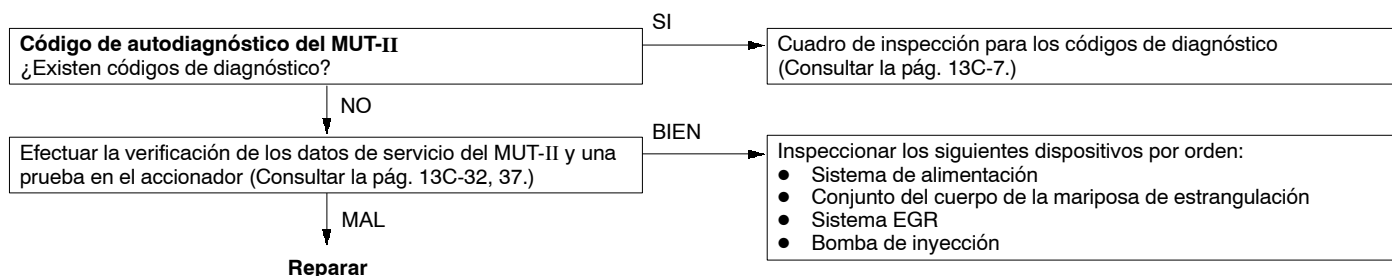 SI
Código de autodiagnóstico del MUT-II
¿Existen códigos de diagnóstico?
Cuadro de inspección para los códigos de diagnóstico
(Consultar la pág. 13C-7.)
NO
BIEN
Efectuar la verificación de los datos de servicio del MUT-II y una
prueba en el accionador (Consultar la pág. 13C-32, 37.)
Inspeccionar los siguientes dispositivos por orden:
● Sistema de alimentación
● Conjunto del cuerpo de la mariposa de estrangulación
● Sistema EGR
● Bomba de inyección
MAL
Reparar